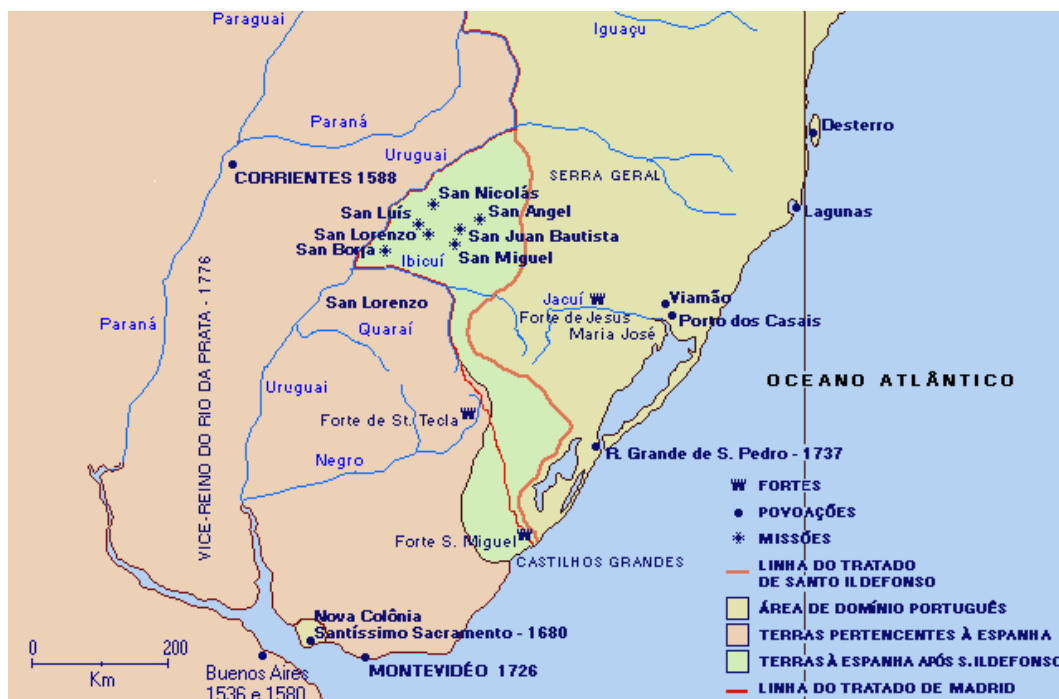 Paraguai
Iguaçu
Paraná
Desterro
Uruguai
CORRIENTES 1588
SERRA GERAL
San Nicolás
San Luís
San Angel
Lagunas
San Lorenzo
San Juan Bautista
San Borja
Ibicuí
San Miguel
San Lorenzo
Jacuí
Viamão
Paraná
Quaraí
Forte de Jesus
Maria José
Porto dos Casais
VICE-REINO DO RIO DA PRATA - 1776
Uruguai
OCEANO ATLÂNTICO
Forte de St. Tecla
Negro
R. Grande de S. Pedro - 1737
FORTES
POVOAÇÕES
MISSÕES
Forte S. Miguel
CASTILHOS GRANDES
LINHA DO TRATADO
DE SANTO ILDEFONSO
ÁREA DE DOMÍNIO PORTUGUÊS
TERRAS PERTENCENTES À ESPANHA
TERRAS À ESPANHA APÓS S.ILDEFONSO
LINHA DO TRATADO DE MADRID
Nova Colônia
Santíssimo Sacramento - 1680
0 200
Km
Buenos Aires
1536 e 1580
MONTEVIDÉO 1726